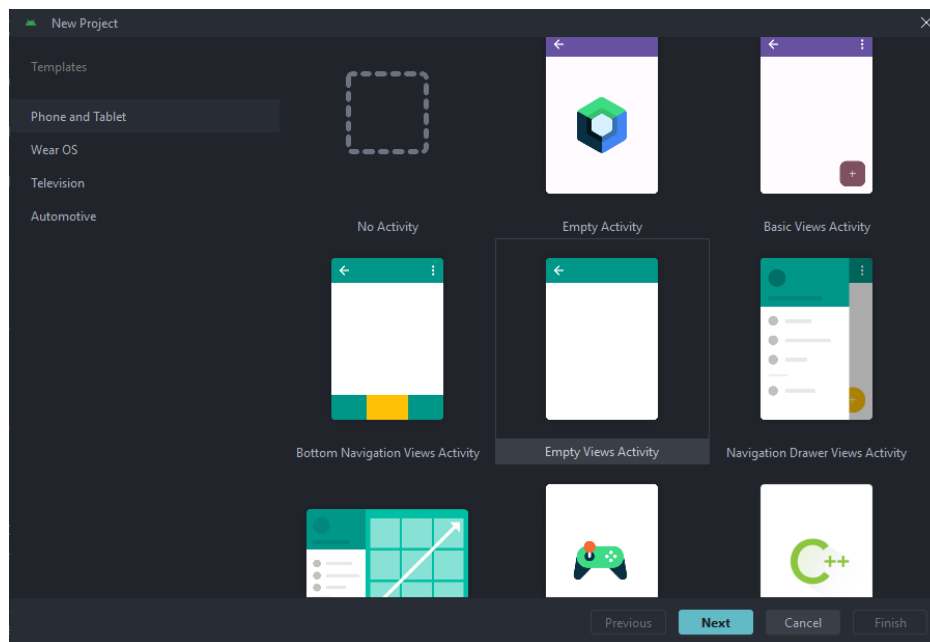 New Project
Templates
Phone and Tablet
Wear OS
Television
Automotive
No Activity
Empty Activity
Basic Views Activity
Bottom Navigation Views Activity
Empty Views Activity
Navigation Drawer Views Activity
C++
Previous
Next
Cancel
Finish